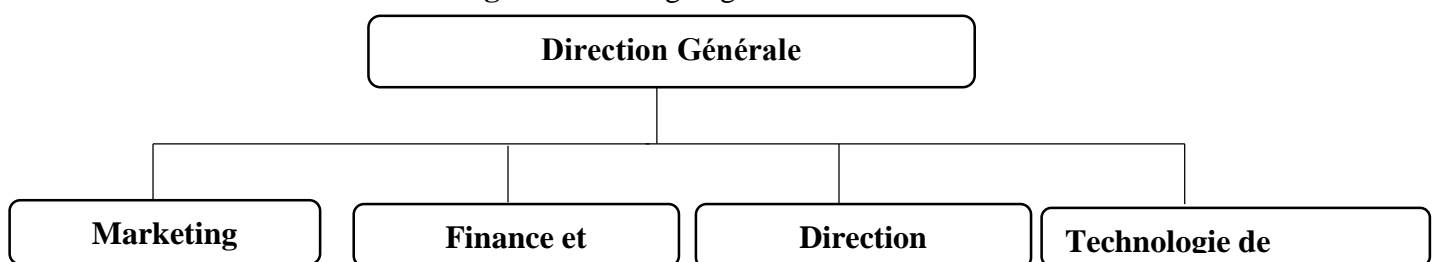 Direction Générale
Marketing
Finance et
Direction
Technologie de